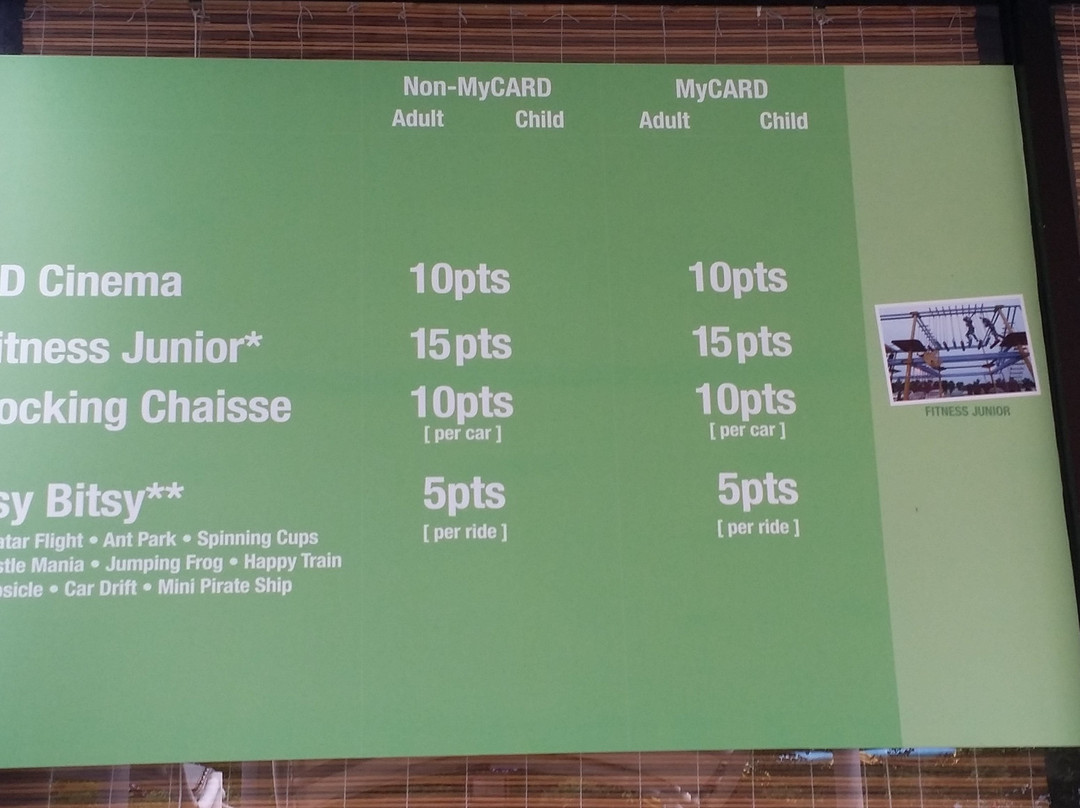 Non-MyCARD MyCARD
Adult Child Adult Child
D Cinema 10pts 10pts
itness Junior* 15pts 15pts
ocking Chaisse 10pts 10pts
[ per car ] [ per car ]
sy Bitsy** 5pts 5pts
atar Flight • Ant Park • Spinning Cups [ per ride ] [ per ride ]
stle Mania • Jumping Frog • Happy Train
sicle • Car Drift • Mini Pirate Ship
FITNESS JUNIOR